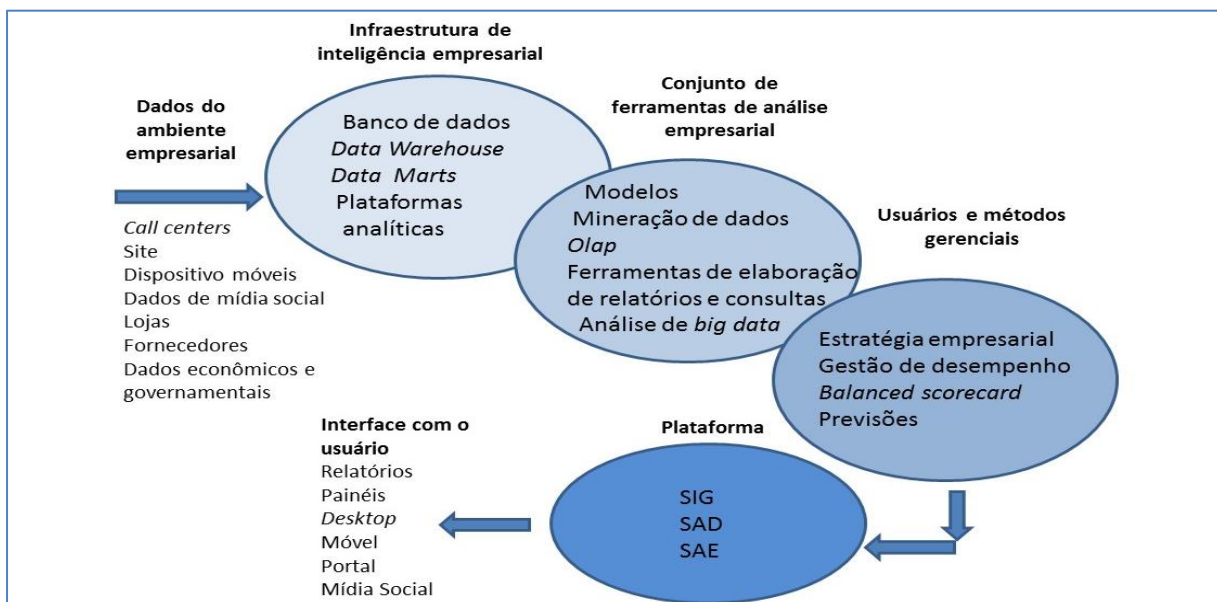 Infraestrutura de
inteligência empresarial
Dados do
ambiente
empresarial
Call centers
Site
Dispositivo móveis
Dados de mídia social
Lojas
Fornecedores
Dados econômicos e
governamentais
Banco de dados
Data Warehouse
Data Marts
Plataformas
analíticas
Conjunto de
ferramentas de análise
empresarial
Modelos
Mineração de dados
Olap
Ferramentas de elaboração
de relatórios e consultas
Análise de big data
Usuários e métodos
gerenciais
Estratégia empresarial
Gestão de desempenho
Balanced scorecard
Previsões
Plataforma
SIG
SAD
SAE
Interface com o
usuário
Relatórios
Painéis
Desktop
Móvel
Portal
Mídia Social